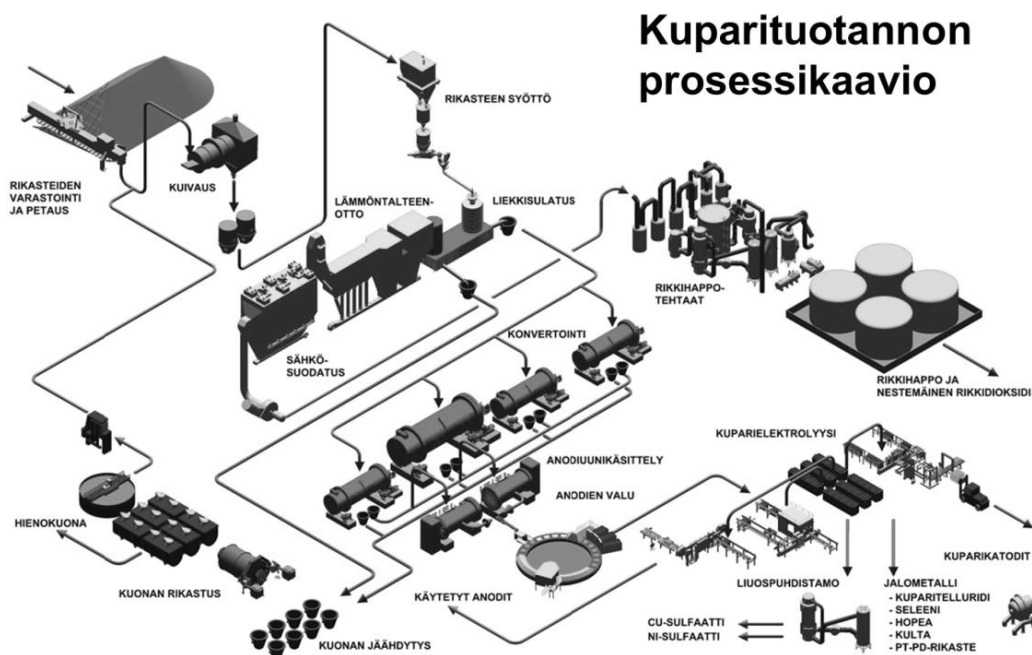 Kuparituotannon
prosessikaavio
RIKASTEEN SYÖTTÖ
RIKASTEIDEN
VARASTOINTI
JA PETAUS
KUIVAUS
LÄMMÖNTALTEEN-
OTTO
LIEKKISULATUS
RIKKIHAPPO-
TEHTAAT
SÄHKÖ-
SUODATUS
KONVERTOINTI
RIKKIHAPPO JA
NESTEMÄINEN RIKKIDIOKSIDI
KUPARIELEKTROLYYSI
ANODIUUNIKÄSITTELY
ANODIEN VALU
HIENOKUONA
KUONAN RIKASTUS
KÄYTETYT ANODIT
KUONAN JÄÄHDYTYS
KUPARIKATODIT
LIUOSPUHDISTAMO
CU-SULFAATTI
NI-SULFAATTI
JALOMETALLI
- KUPARITELLURIDI
- SELEENI
- HOPEA
- KULTA
- PT-PD-RIKASTE